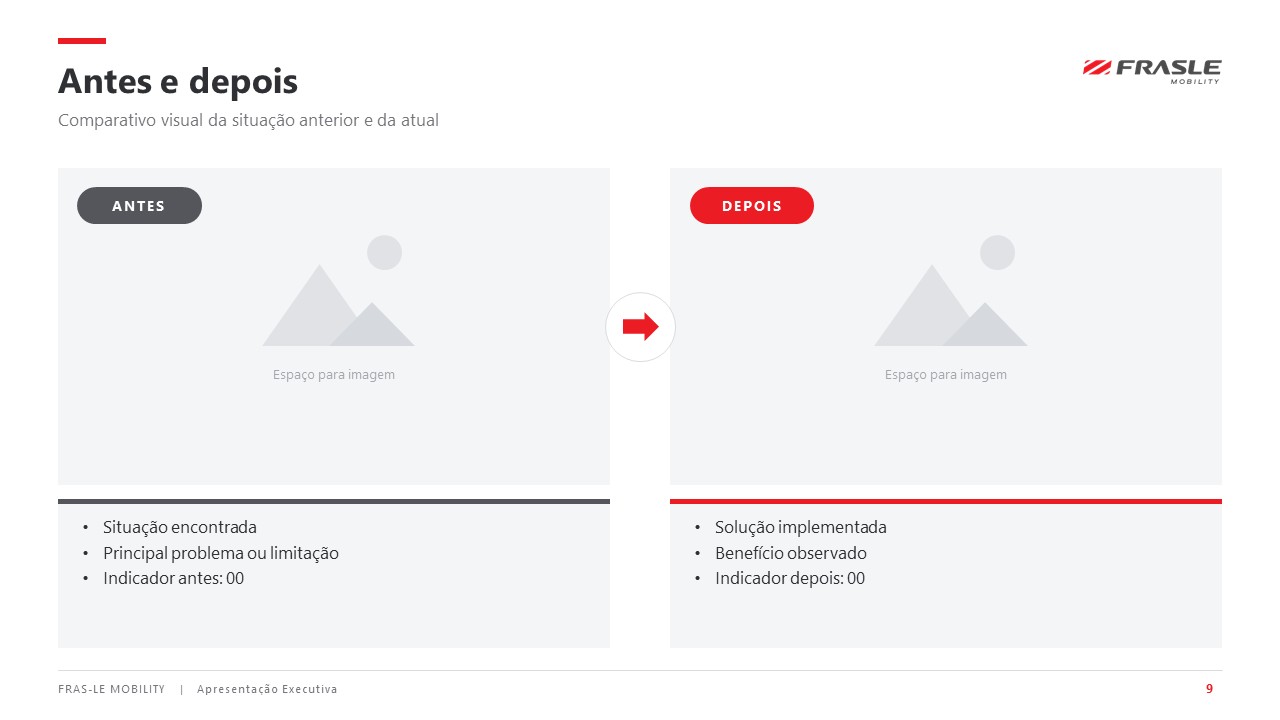 Antes e depois
Comparativo visual da situação anterior e da atual
FRASLE
MOBILITY
ANTES
Espaço para imagem
DEPOIS
Espaço para imagem
• Situação encontrada
• Principal problema ou limitação
• Indicador antes: 00
• Solução implementada
• Benefício observado
• Indicador depois: 00
FRAS-LE MOBILITY | Apresentação Executiva
9